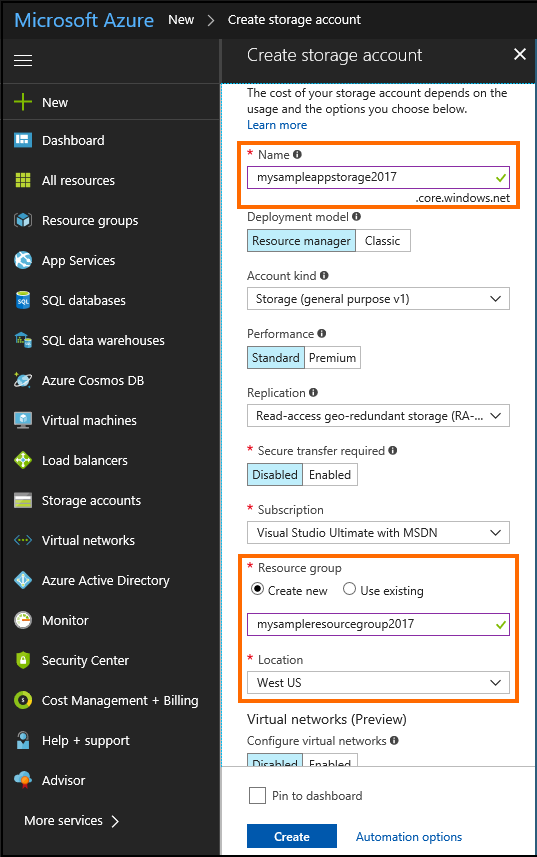 Microsoft Azure New > Create storage account
New
Dashboard
All resources
Resource groups
App Services
SQL databases
SQL data warehouses
Azure Cosmos DB
Virtual machines
Load balancers
Storage accounts
Virtual networks
Azure Active Directory
Monitor
Security Center
Cost Management + Billing
Help + support
Advisor
More services >
Create storage account
The cost of your storage account depends on the
usage and the options you choose below.
Learn more
* Name
mysampleappstorage2017
.core.windows.net
Deployment model
Resource manager Classic
Account kind
Storage (general purpose v1)
Performance
Standard Premium
Replication
Read-access geo-redundant storage (RA-...
* Secure transfer required
Disabled Enabled
* Subscription
Visual Studio Ultimate with MSDN
* Resource group
Create new Use existing
mysampleresourcegroup2017
* Location
West US
Virtual networks (Preview)
Configure virtual networks
Disabled Enabled
Pin to dashboard
Create Automation options